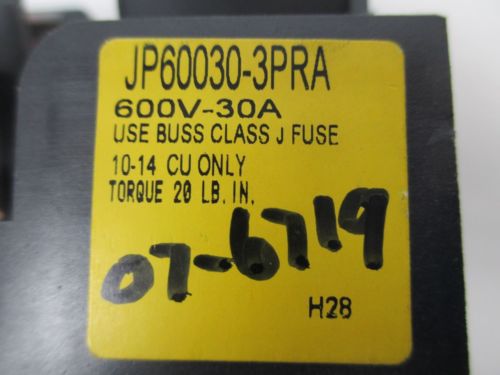 JP60030-3PRA
600V-30A
USE BUSS CLASS J FUSE
10-14 CU ONLY
TORQUE 20 LB. IN.
07-6719
H28